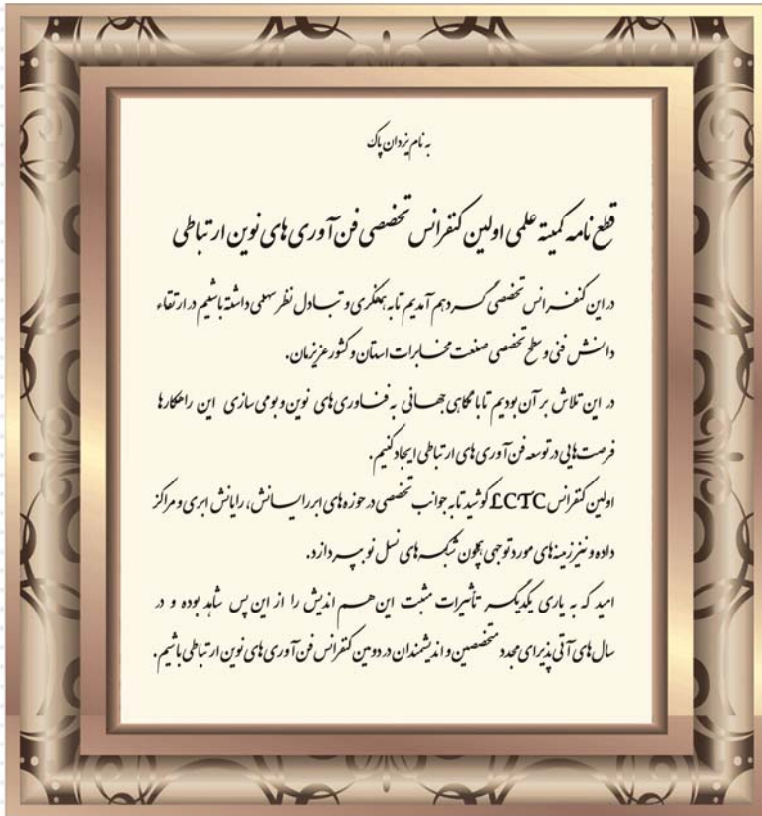 به نام یزدان پاک
قطع نامه کمیته علمی اولین کنفرانس تخصصی فن آوری های نوین ارتباطی
در این کنفرانس تخصصی گرد هم آمدیم تا به همفکری و تبادل نظر سهمی داشته باشیم در ارتقاء
دانش فنی و سطح تخصصی صنعت مخابرات استان و کشور عزیزمان.
در این تلاش بر آن بودیم تا با نگاهی جهانی به فناوری های نوین و بومی سازی این راهکارها
فرصت هایی در توسعه فن آوری های ارتباطی ایجاد کنیم.
اولین کنفرانس LCTC کوشید تا به جوانب تخصصی در حوزه های ابررایانش، رایانش ابری و مراکز
داده و نیز زمینه های مورد توجهی همچون شبکه های نسل نو بپردازد.
امید که به یاری یکدیگر تأثیرات مثبت این هم اندیش را از این پس شاهد بوده و در
سال های آتی پذیرای مجدد متخصصین و اندیشمندان در دومین کنفرانس فن آوری های نوین ارتباطی باشیم.